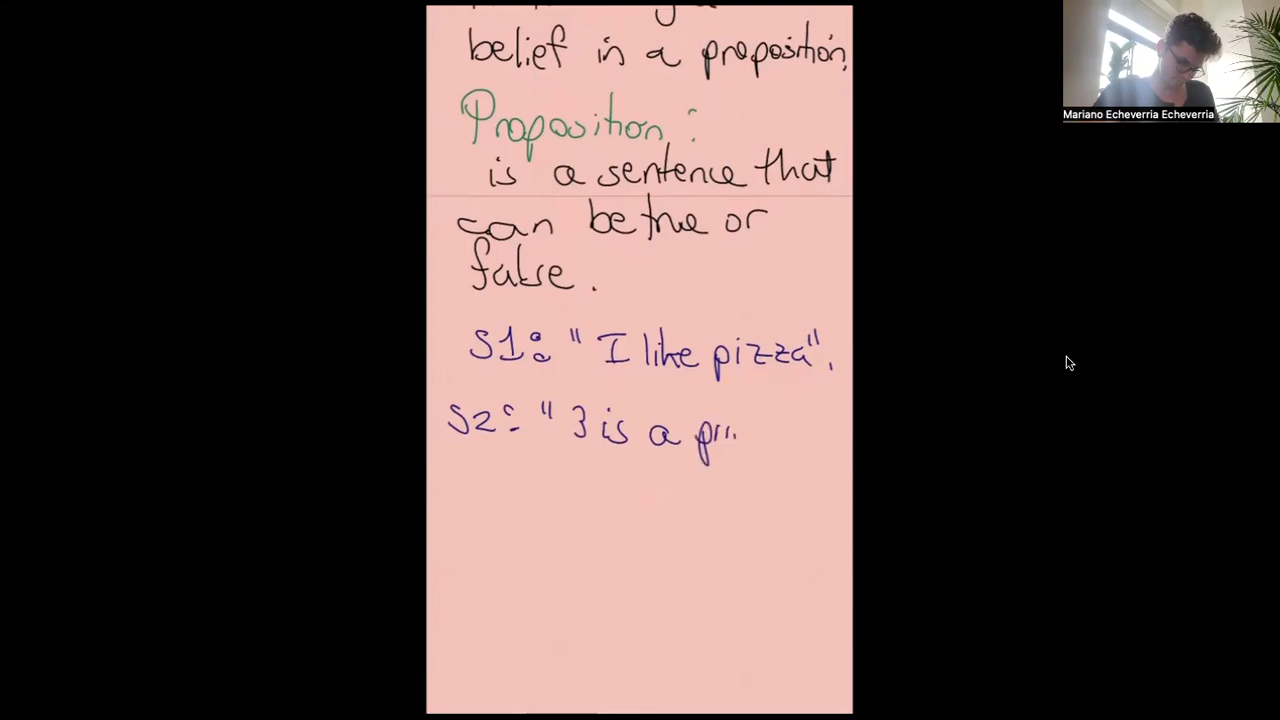 belief in a proposition.
Proposition:
is a sentence that
can be true or
false.
S1: "I like pizza".
S2: "3 is a pri
Mariano Echeverria Echeverria